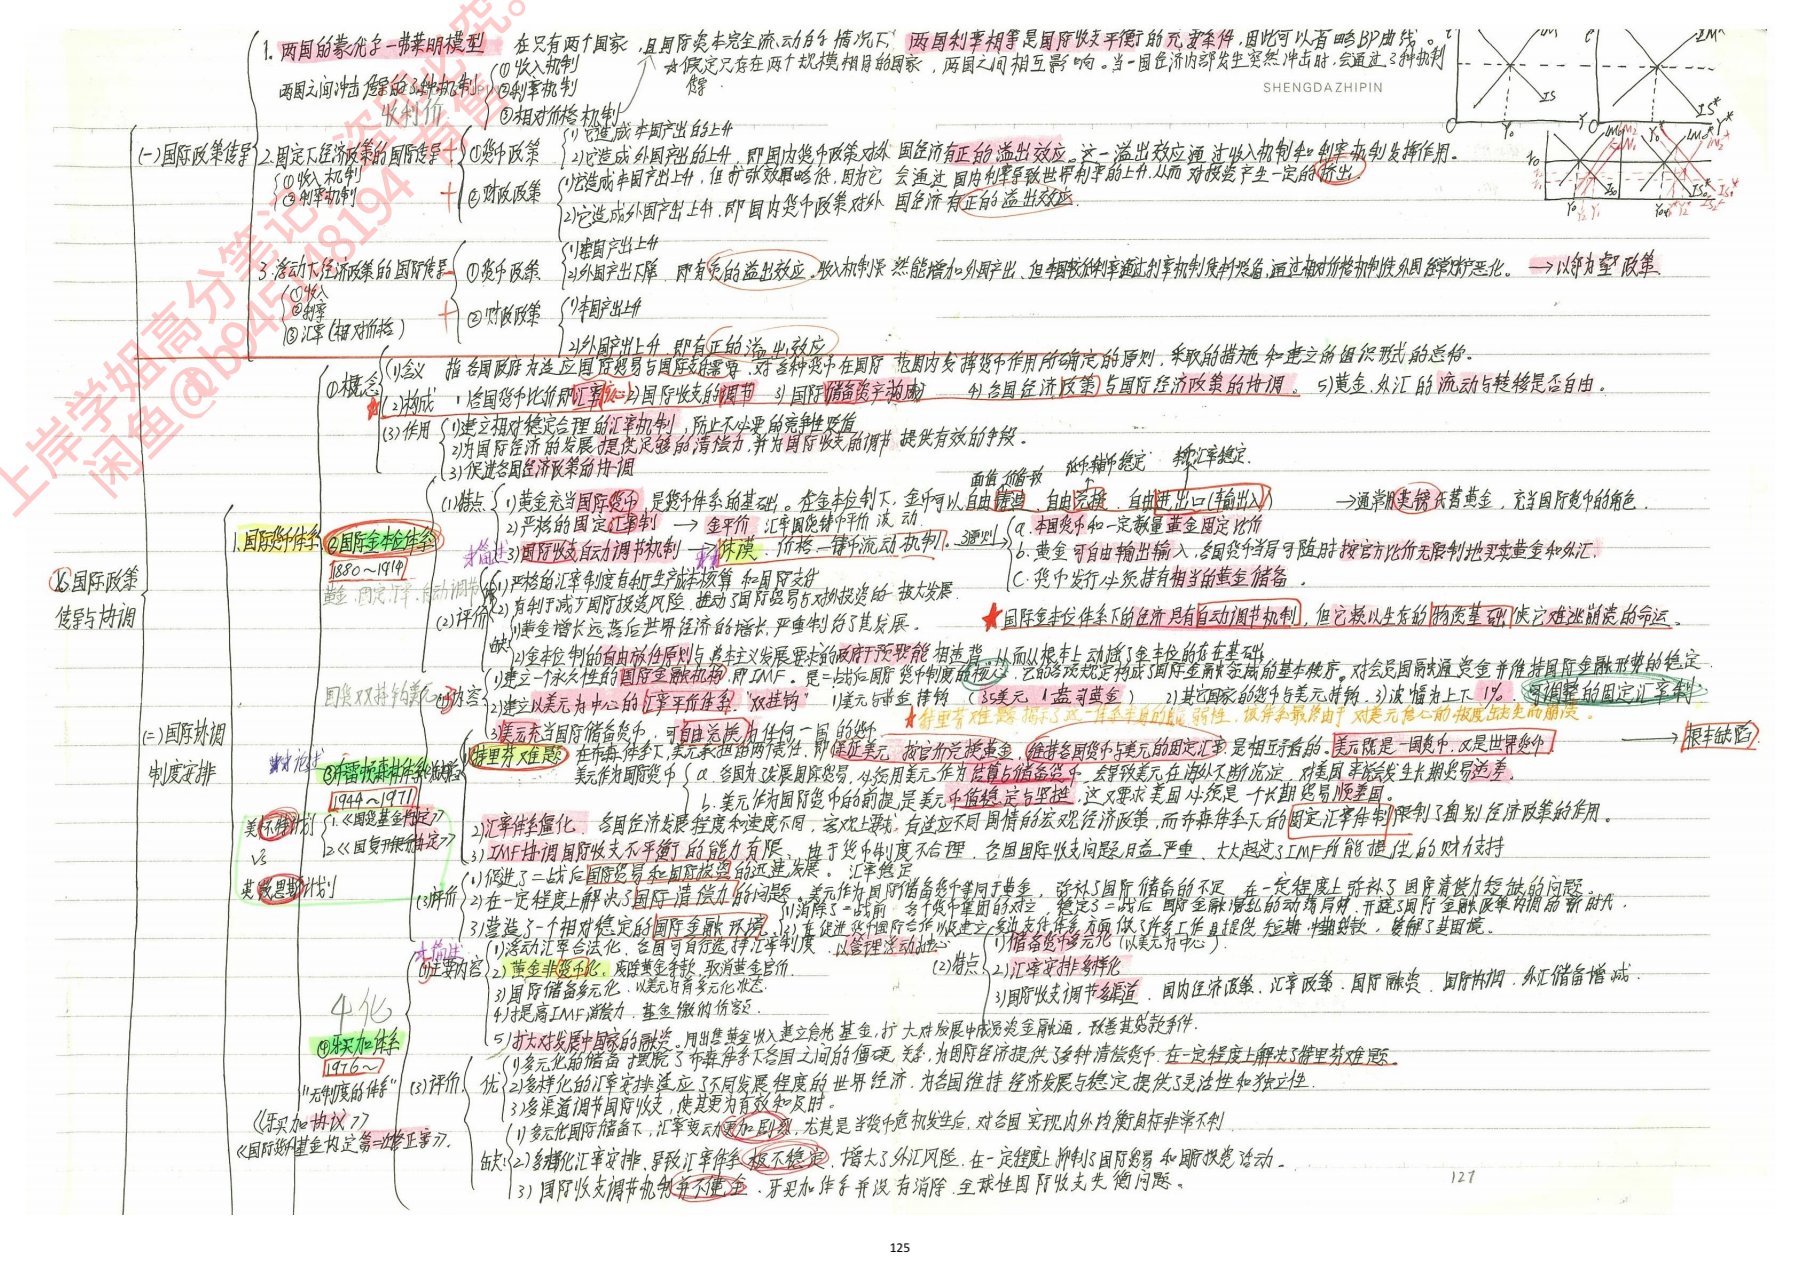 1. 两国的蒙代尔—弗莱明模型 在只有两个国家，且国际资本完全流动的情况下，两国利率相等是国际收支平衡的充要条件，因此可以省略BP曲线。
☆假定只存在两个规模相同的国家，两国之间相互影响。当一国经济内部发生突然冲击时，会通过3种机制传导
两国之间冲击传导的3种机制
①收入机制
②利率机制
③相对价格机制
收利价
SHENGDAZHIPIN
(一)国际政策传导
2. 固定下经济政策的国际传导
①收入机制
②利率机制
①货币政策
1)它造成本国产出的上升
2)它造成外国产出的上升，即国内货币政策对外国经济有正的溢出效应。这一溢出效应通过收入机制和利率机制发挥作用。
②财政政策
1)它造成本国产出上升，但扩张效果略低，因为它会通过国内利率导致世界利率的上升，从而对投资产生一定的挤出。
2)它造成外国产出上升，即国内货币政策对外国经济有正的溢出效应。
3. 浮动下经济政策的国际传导
①收入
②利率
③汇率(相对价格)
①货币政策
1)本国产出上升
2)外国产出下降，即有负的溢出效应。收入机制虽然能增加外国产出，但本国较低利率通过利率机制使, 通过相对价格机制使外国经常账户恶化。→以邻为壑政策
②财政政策
1)本国产出上升
2)外国产出上升，即有正的溢出效应
16.国际政策传导与协调
(二)国际协调制度安排
1.国际货币体系
①概念
(1)含义 指各国政府为适应国际贸易与国际支付需要，对各种货币在国际范围内发挥货币作用所确定的原则，采取的措施和建立的组织形式的总称。
(2)构成 1)各国货币比价即汇率 核心 2)国际收支的调节 3)国际储备资产构成 4)各国经济政策与国际经济政策的协调。 5)黄金、外汇的流动与转移是否自由。
(3)作用
1)建立相对稳定合理的汇率机制，防止不必要的竞争性贬值
2)为国际经济的发展提供足够的清偿力，并为国际收支的调节提供有效的手段。
3)促进各国经济政策的协调
②国际金本位体系
1880~1914
黄金、固定汇率、自动调节
(1)特点
1)黄金充当国际货币，是货币体系的基础。在金本位制下，金币可以自由铸造、自由兑换、自由进出口(输出入) →通常用英镑代替黄金，充当国际货币的角色。
2)严格的固定汇率制 → 金平价
3)国际收支自动调节机制 → 休漠、价格—铸币流动机制。3原则
a. 本国货币和一定数量黄金固定比价
b. 黄金可自由输出输入，各国货币当局可随时按官方比价无限制地买卖黄金和外汇。
C. 货币发行必须持有相当的黄金储备。
(2)评价
1)严格的汇率制度有利于生产成本核算和国际支付
2)有利于减少国际投资风险，推动了国际贸易与对外投资的极大发展.
缺
1)黄金增长远落后世界经济的增长，严重制约了其发展。
2)金本位制的自由放任原则与资本主义发展要求的政府干预职能相违背，从而从根本上动摇了金本位的存在基础
★国际金本位体系下的经济具有自动调节机制，但它赖以生存的物质基础使它难逃崩溃的命运。
③布雷顿森林体系
1944~1971
(1)内容
1)建立一个永久性的国际金融机构，即IMF。是二战后国际货币制度的核心，它的各项规定构成了国际金融领域的基本秩序。对会员国融通资金并维持国际金融形势的稳定
2)建立以美元为中心的汇率平价体系 "双挂钩" 1)美元与黄金挂钩 (35美元 1盎司黄金) 2)其它国家的货币与美元挂钩。3)波幅为上下1% 可调整的固定汇率制
3)美元充当国际储备货币，可自由兑换为任何一国的货币
★特里芬难题揭示了这一体系本身的脆弱性，该体系最终由于对美元信心的极度丧失而崩溃。
1)特里芬难题 在布森体系下，美元承担的两责任，即保证美元按官价兑换黄金、维持各国货币与美元的固定汇率是相互矛盾的。美元既是一国货币，又是世界货币 → 根本缺陷
美元作为国际货币
a. 各国为了发展国际贸易，必须用美元作为结算与储备货币，会导致美元在海外不断沉淀，对美国来说会发生长期贸易逆差。
b. 美元作为国际货币的前提是美元币值稳定与坚挺，这又要求美国必须是一个长期贸易顺差国。
2)汇率体系僵化 各国经济发展程度和速度不同，客观上要求有适应不同国情的宏观经济政策，而布森体系下的固定汇率体制限制了国别经济政策的作用。
3)IMF协调国际收支不平衡的能力有限、由于货币制度不合理，各国国际收支问题日益严重，大大超过了IMF所能提供的财力支持
美 怀特计划
VS
英 凯恩斯计划
1.《国货基金协定》
2.《国复开银行协定》
(3)评价
1)促进了二战后国际贸易和国际投资的迅速发展。汇率稳定
2)在一定程度上解决了国际清偿力的问题。美元作为国际储备货币等同于黄金，弥补了国际储备的不足，在一定程度上弥补了国际清偿力短缺的问题。
3)营造了一个相对稳定的国际金融环境
(1)消除了二战前各个货币集团的对立，稳定了二战后国际金融混乱的动荡局势，开辟了国际金融政策协调的新时代.
(2)在促进货币国际合作以便建立多边支付体系方面做了许多工作且提供短期、中期贷款，缓解了美国慌.
④牙买加体系
1976~
4化
"无制度的体系"
《牙买加协议》
《国际货币基金协定第二次修正案》.
(1)主要内容
1)浮动汇率合法化、各国可自行选择汇率制度、以管理浮动为中心
2)黄金非货币化、废除黄金条款，取消黄金官价.
3)国际储备多元化、以美元为首多元化状态.
4)提高IMF清偿力、基金缴纳份额.
5)扩大对发展中国家的融资。用出售黄金收入建立信托基金，扩大对发展中成员资金融通，改善其贷款条件.
(2)特点
1)储备货币多元化(以美元为中心).
2)汇率安排多样化
3)国际收支调节多渠道、国内经济政策、汇率政策、国际融资、国际协调、外汇储备增减.
(3)评价
优
1)多元化的储备摆脱了布森体系下各国之间的僵硬关系，为国际经济提供了多种清偿货币，在一定程度上解决了特里芬难题。
2)多样化的汇率安排适应了不同发展程度的世界经济，为各国维持经济发展与稳定提供了灵活性和独立性.
3)多渠道调节国际收支，使其更为有效和及时。
缺
1)多元化国际储备下，汇率变动更加剧烈，尤其是当货币危机发生后，对各国实现内外均衡目标非常不利
2)多样化汇率安排，导致汇率体系极不稳定，增大了外汇风险，在一定程度上抑制了国际贸易和国际投资活动。
3)国际收支调节机制并不健全、牙买加体系并没有消除全球性国际收支失衡问题。
127
125
上岸学姐高分笔记，盗印必究。
闲鱼@b94548194 有售